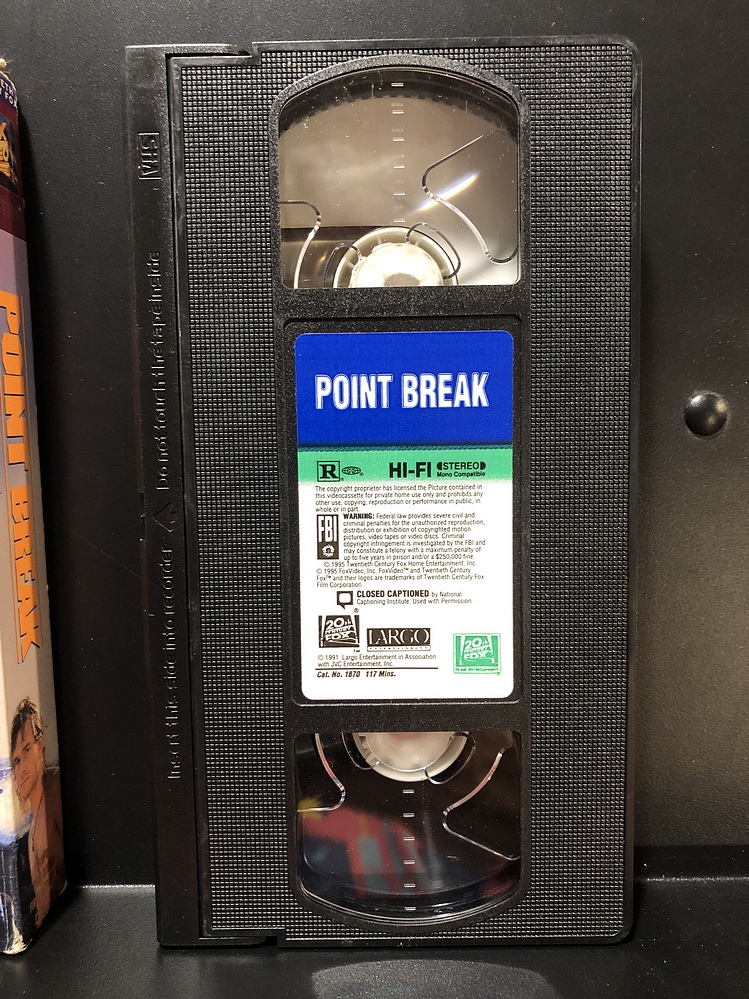 POINT BREAK
VHS
Do not touch the tape inside
Insert this side into recorder
POINT BREAK
R
HI-FI STEREO
Mono Compatible
The copyright proprietor has licensed the Picture contained in
this videocassette for private home use only and prohibits any
other use, copying, reproduction or performance in public, in
whole or in part.
FBI
WARNING: Federal law provides severe civil and
criminal penalties for the unauthorized reproduction,
distribution or exhibition of copyrighted motion
pictures, video tapes or video discs. Criminal
copyright infringement is investigated by the FBI and
may constitute a felony with a maximum penalty of
up to five years in prison and/or a $250,000 fine.
© 1995 Twentieth Century Fox Home Entertainment, Inc.
© 1995 FoxVideo, Inc. FoxVideo™ and Twentieth Century
Fox™ and their logos are trademarks of Twentieth Century Fox
Film Corporation.
CLOSED CAPTIONED by National
Captioning Institute. Used with Permission
20th CENTURY FOX ® ™
LARGO
ENTERTAINMENT
20th CENTURY FOX
© 1991 Largo Entertainment in Association
with JVC Entertainment, Inc.
Cat. No. 1870 117 Mins.